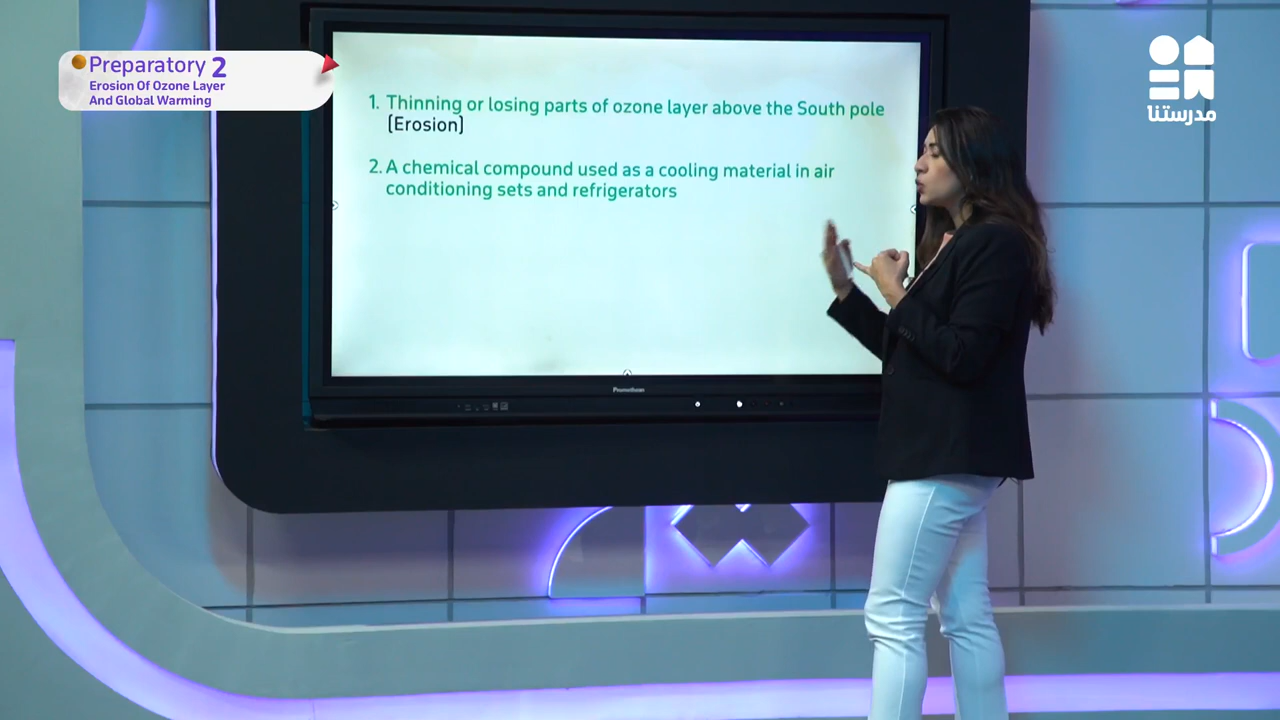 Preparatory 2
Erosion Of Ozone Layer
And Global Warming
1. Thinning or losing parts of ozone layer above the South pole
(Erosion)
2. A chemical compound used as a cooling material in air
conditioning sets and refrigerators
Promethean
مدرستنا